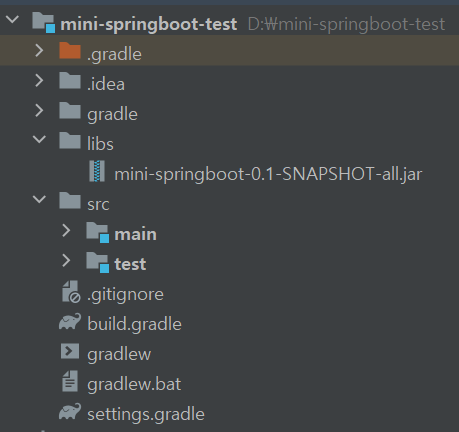 mini-springboot-test D:₩mini-springboot-test
.gradle
.idea
gradle
libs
mini-springboot-0.1-SNAPSHOT-all.jar
src
main
test
.gitignore
build.gradle
gradlew
gradlew.bat
settings.gradle